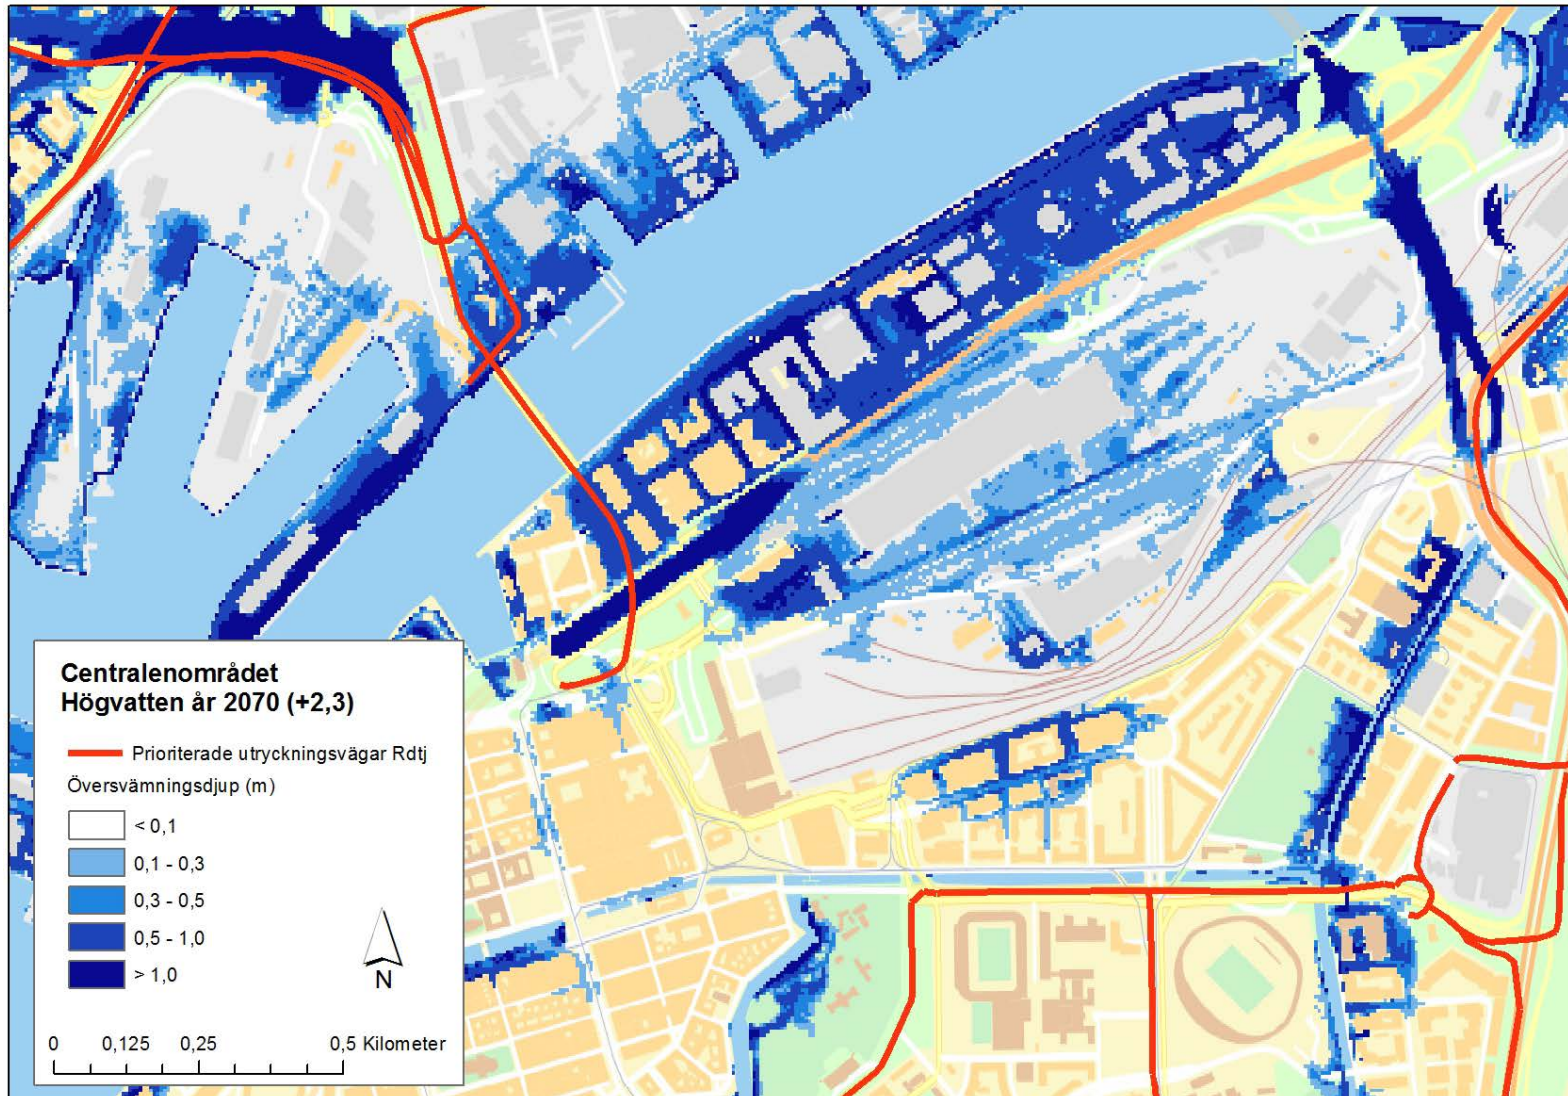 Centralenområdet
Högvatten år 2070 (+2,3)
Prioriterade utryckningsvägar Rdtj
Översvämningsdjup (m)
< 0,1
0,1 - 0,3
0,3 - 0,5
0,5 - 1,0
> 1,0
N
0 0,125 0,25 0,5 Kilometer